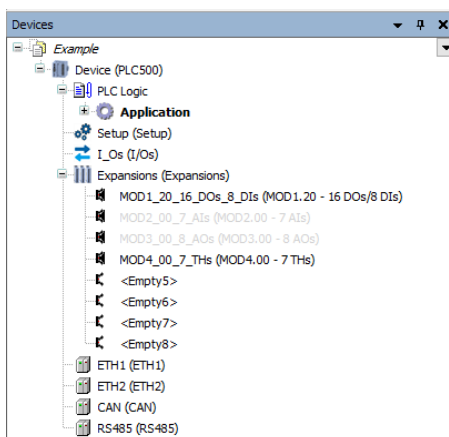 Devices
Example
Device (PLC500)
PLC Logic
Application
Setup (Setup)
I_Os (I/Os)
Expansions (Expansions)
MOD1_20_16_DOs_8_DIs (MOD1.20 - 16 DOs/8 DIs)
MOD2_00_7_AIs (MOD2.00 - 7 AIs)
MOD3_00_8_AOs (MOD3.00 - 8 AOs)
MOD4_00_7_THs (MOD4.00 - 7 THs)
<Empty5>
<Empty6>
<Empty7>
<Empty8>
ETH1 (ETH1)
ETH2 (ETH2)
CAN (CAN)
RS485 (RS485)